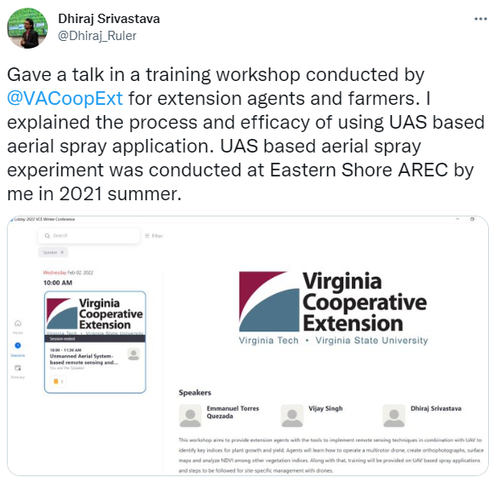 Dhiraj Srivastava
@Dhiraj_Ruler
Gave a talk in a training workshop conducted by
@VACoopExt for extension agents and farmers. I
explained the process and efficacy of using UAS based
aerial spray application. UAS based aerial spray
experiment was conducted at Eastern Shore AREC by
me in 2021 summer.
2022 VCE Winter Conference
Search
Filter
Speaker
Wednesday Feb 02, 2022
10:00 AM
Virginia
Cooperative
Extension
Virginia Tech • Virginia State University
Session ended
10:00 - 11:30 AM
Unmanned Aerial System-
based remote sensing and...
You are the Speaker
Home
Sessions
Virginia
Cooperative
Extension
Virginia Tech • Virginia State University
Speakers
Emmanuel Torres
Quezada
Vijay Singh
Dhiraj Srivastava
This workshop aims to provide extension agents with the tools to implement remote sensing techniques in combination with UAV to
identify key indices for plant growth and yield. Agents will learn how to operate a multirotor drone, create orthophotographs, surface
maps and analyze NDVI among other vegetation indices. Along with that, training will be provided on UAV based spray applications
and steps to be followed for site-specific management with drones.